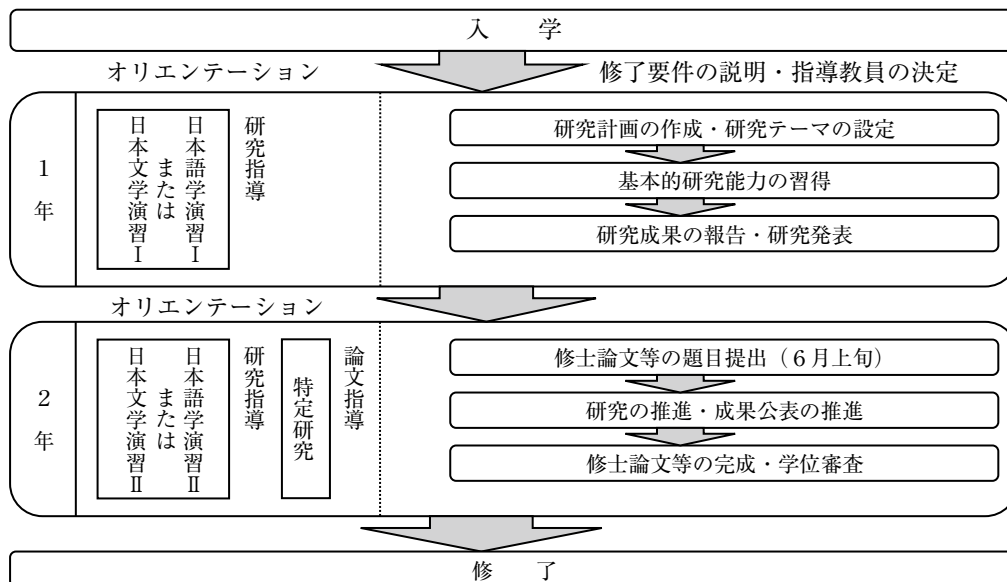 入　学
オリエンテーション
修了要件の説明・指導教員の決定
1
年
日本語学演習Ⅰ
または
日本文学演習Ⅰ
研究指導
研究計画の作成・研究テーマの設定
基本的研究能力の習得
研究成果の報告・研究発表
オリエンテーション
2
年
日本語学演習Ⅱ
または
日本文学演習Ⅱ
研究指導
特定研究
論文指導
修士論文等の題目提出（６月上旬）
研究の推進・成果公表の推進
修士論文等の完成・学位審査
修　了